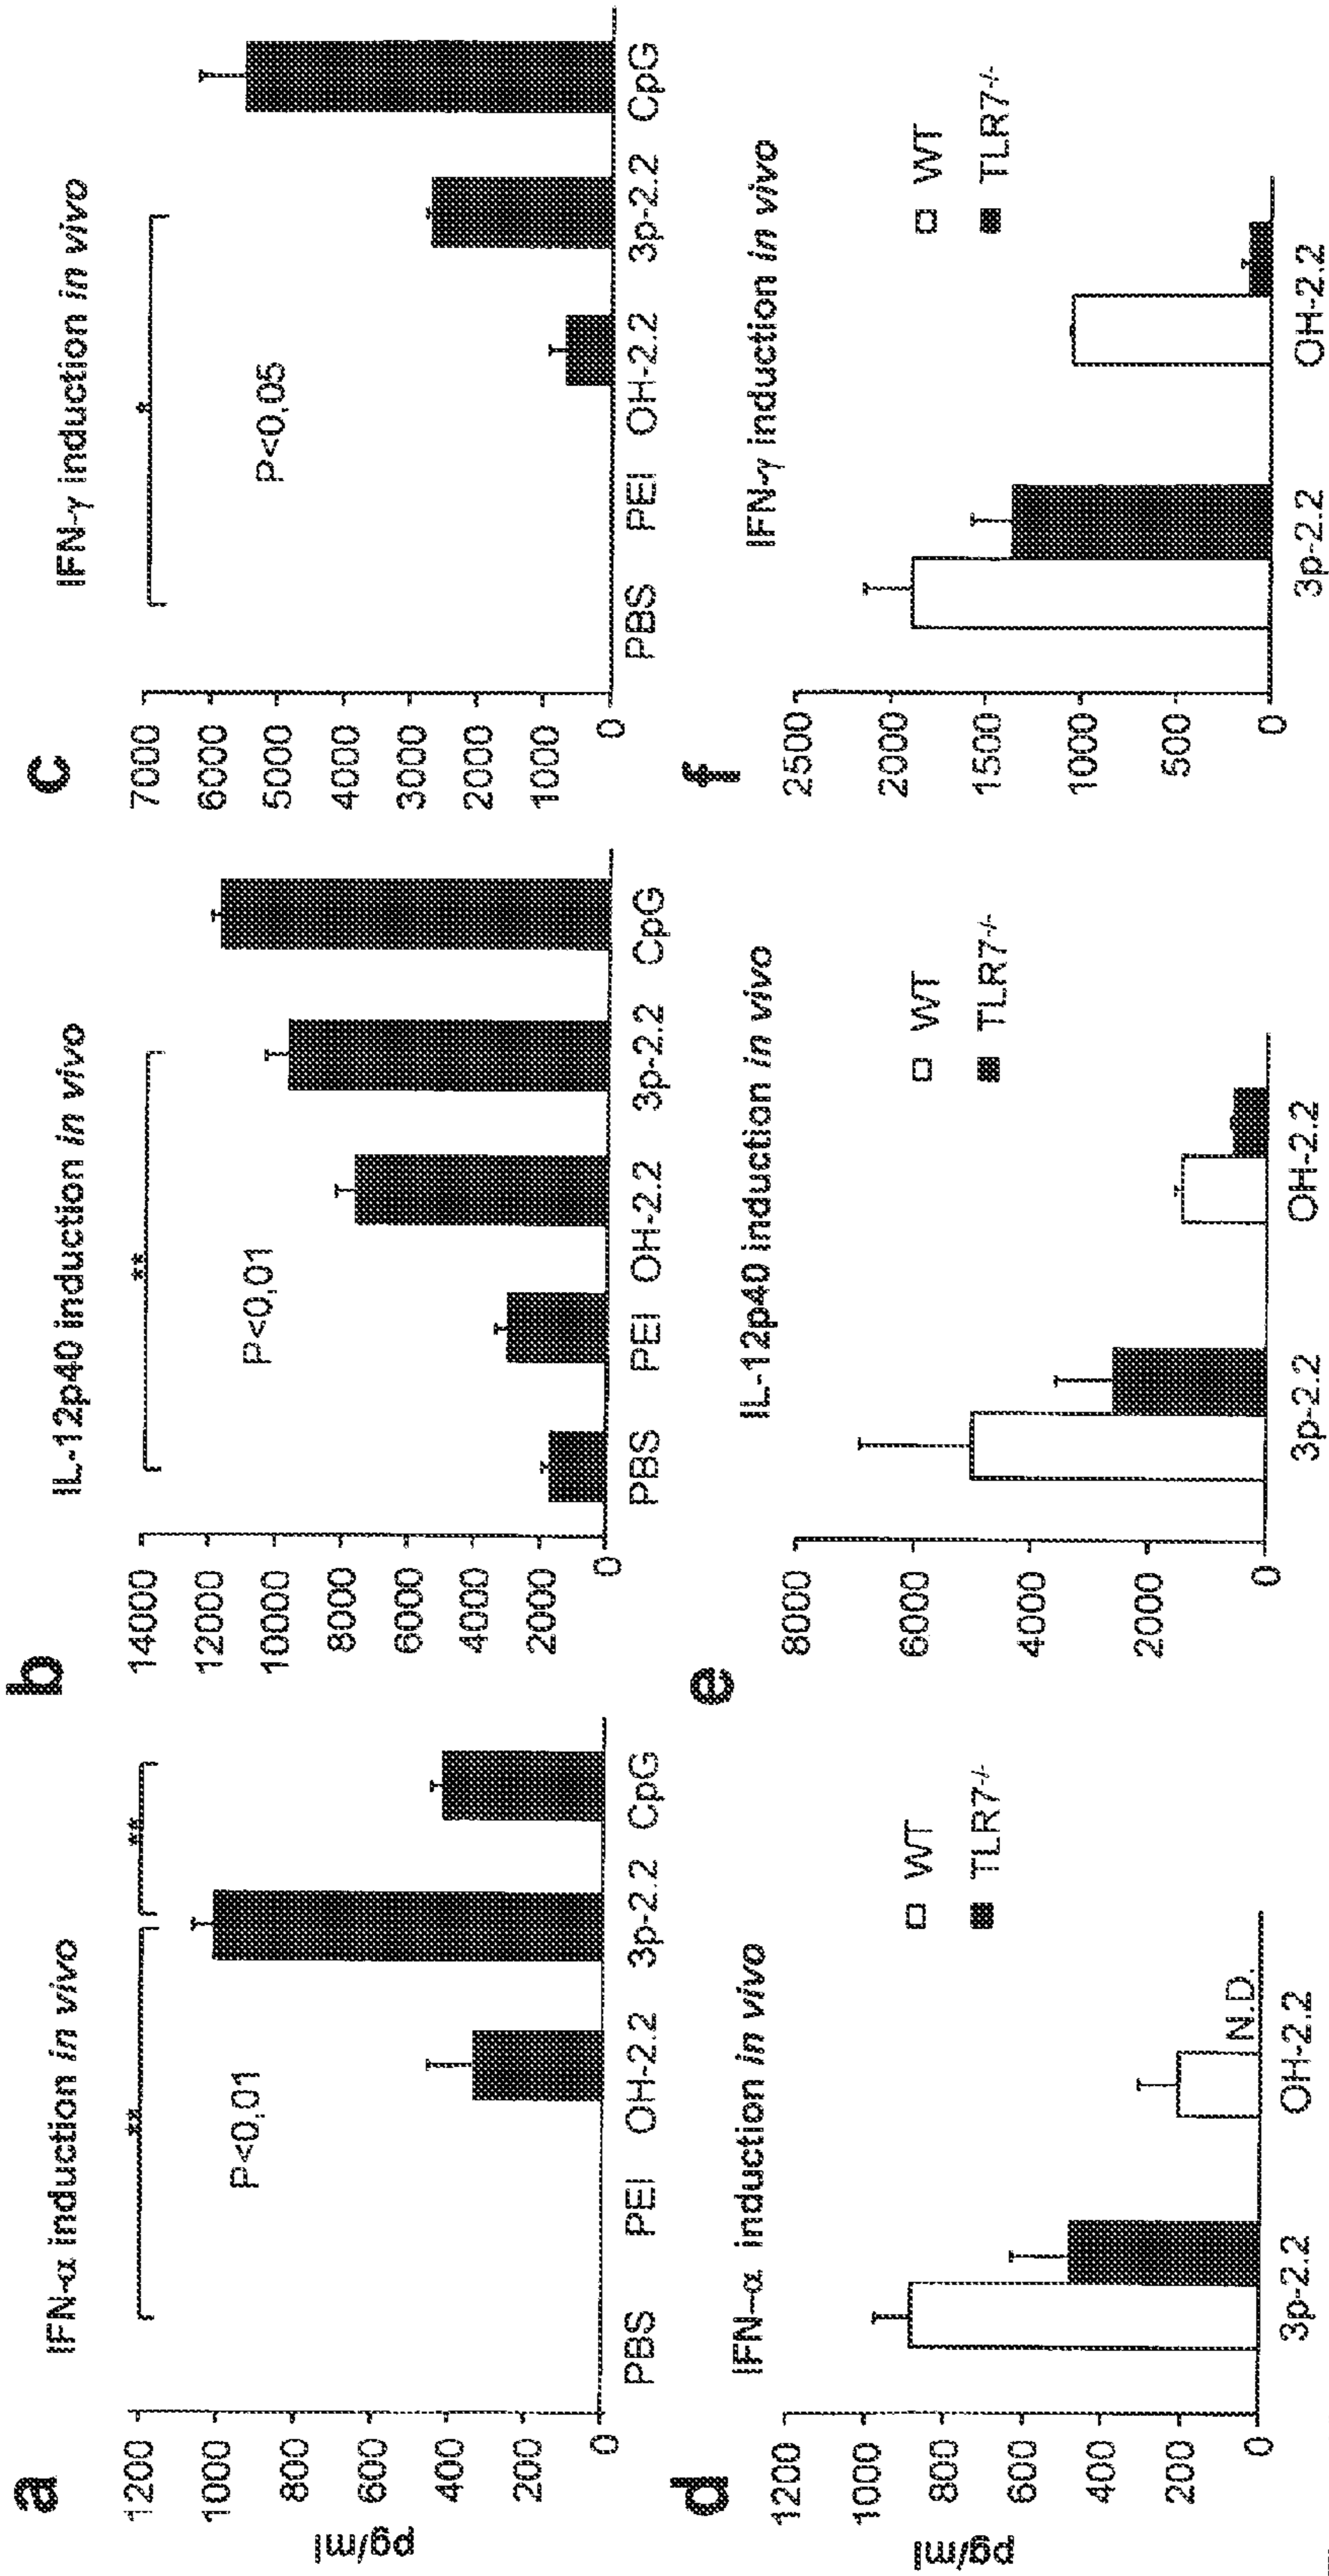 a
IFN-α induction in vivo
pg/ml
1200
1000
800
600
400
200
0
**
**
P<0,01
PBS PEI OH-2.2 3p-2.2 CpG
b
IL-12p40 induction in vivo
14000
12000
10000
8000
6000
4000
2000
0
**
P<0,01
PBS PEI OH-2.2 3p-2.2 CpG
c
IFN-γ induction in vivo
7000
6000
5000
4000
3000
2000
1000
0
*
P<0,05
PBS PEI OH-2.2 3p-2.2 CpG
d
IFN-α induction in vivo
pg/ml
1200
1000
800
600
400
200
0
WT
TLR7-/-
N.D.
3p-2.2 OH-2.2
e
IL-12p40 induction in vivo
8000
6000
4000
2000
0
WT
TLR7-/-
3p-2.2 OH-2.2
f
IFN-γ induction in vivo
2500
2000
1500
1000
500
0
WT
TLR7-/-
3p-2.2 OH-2.2